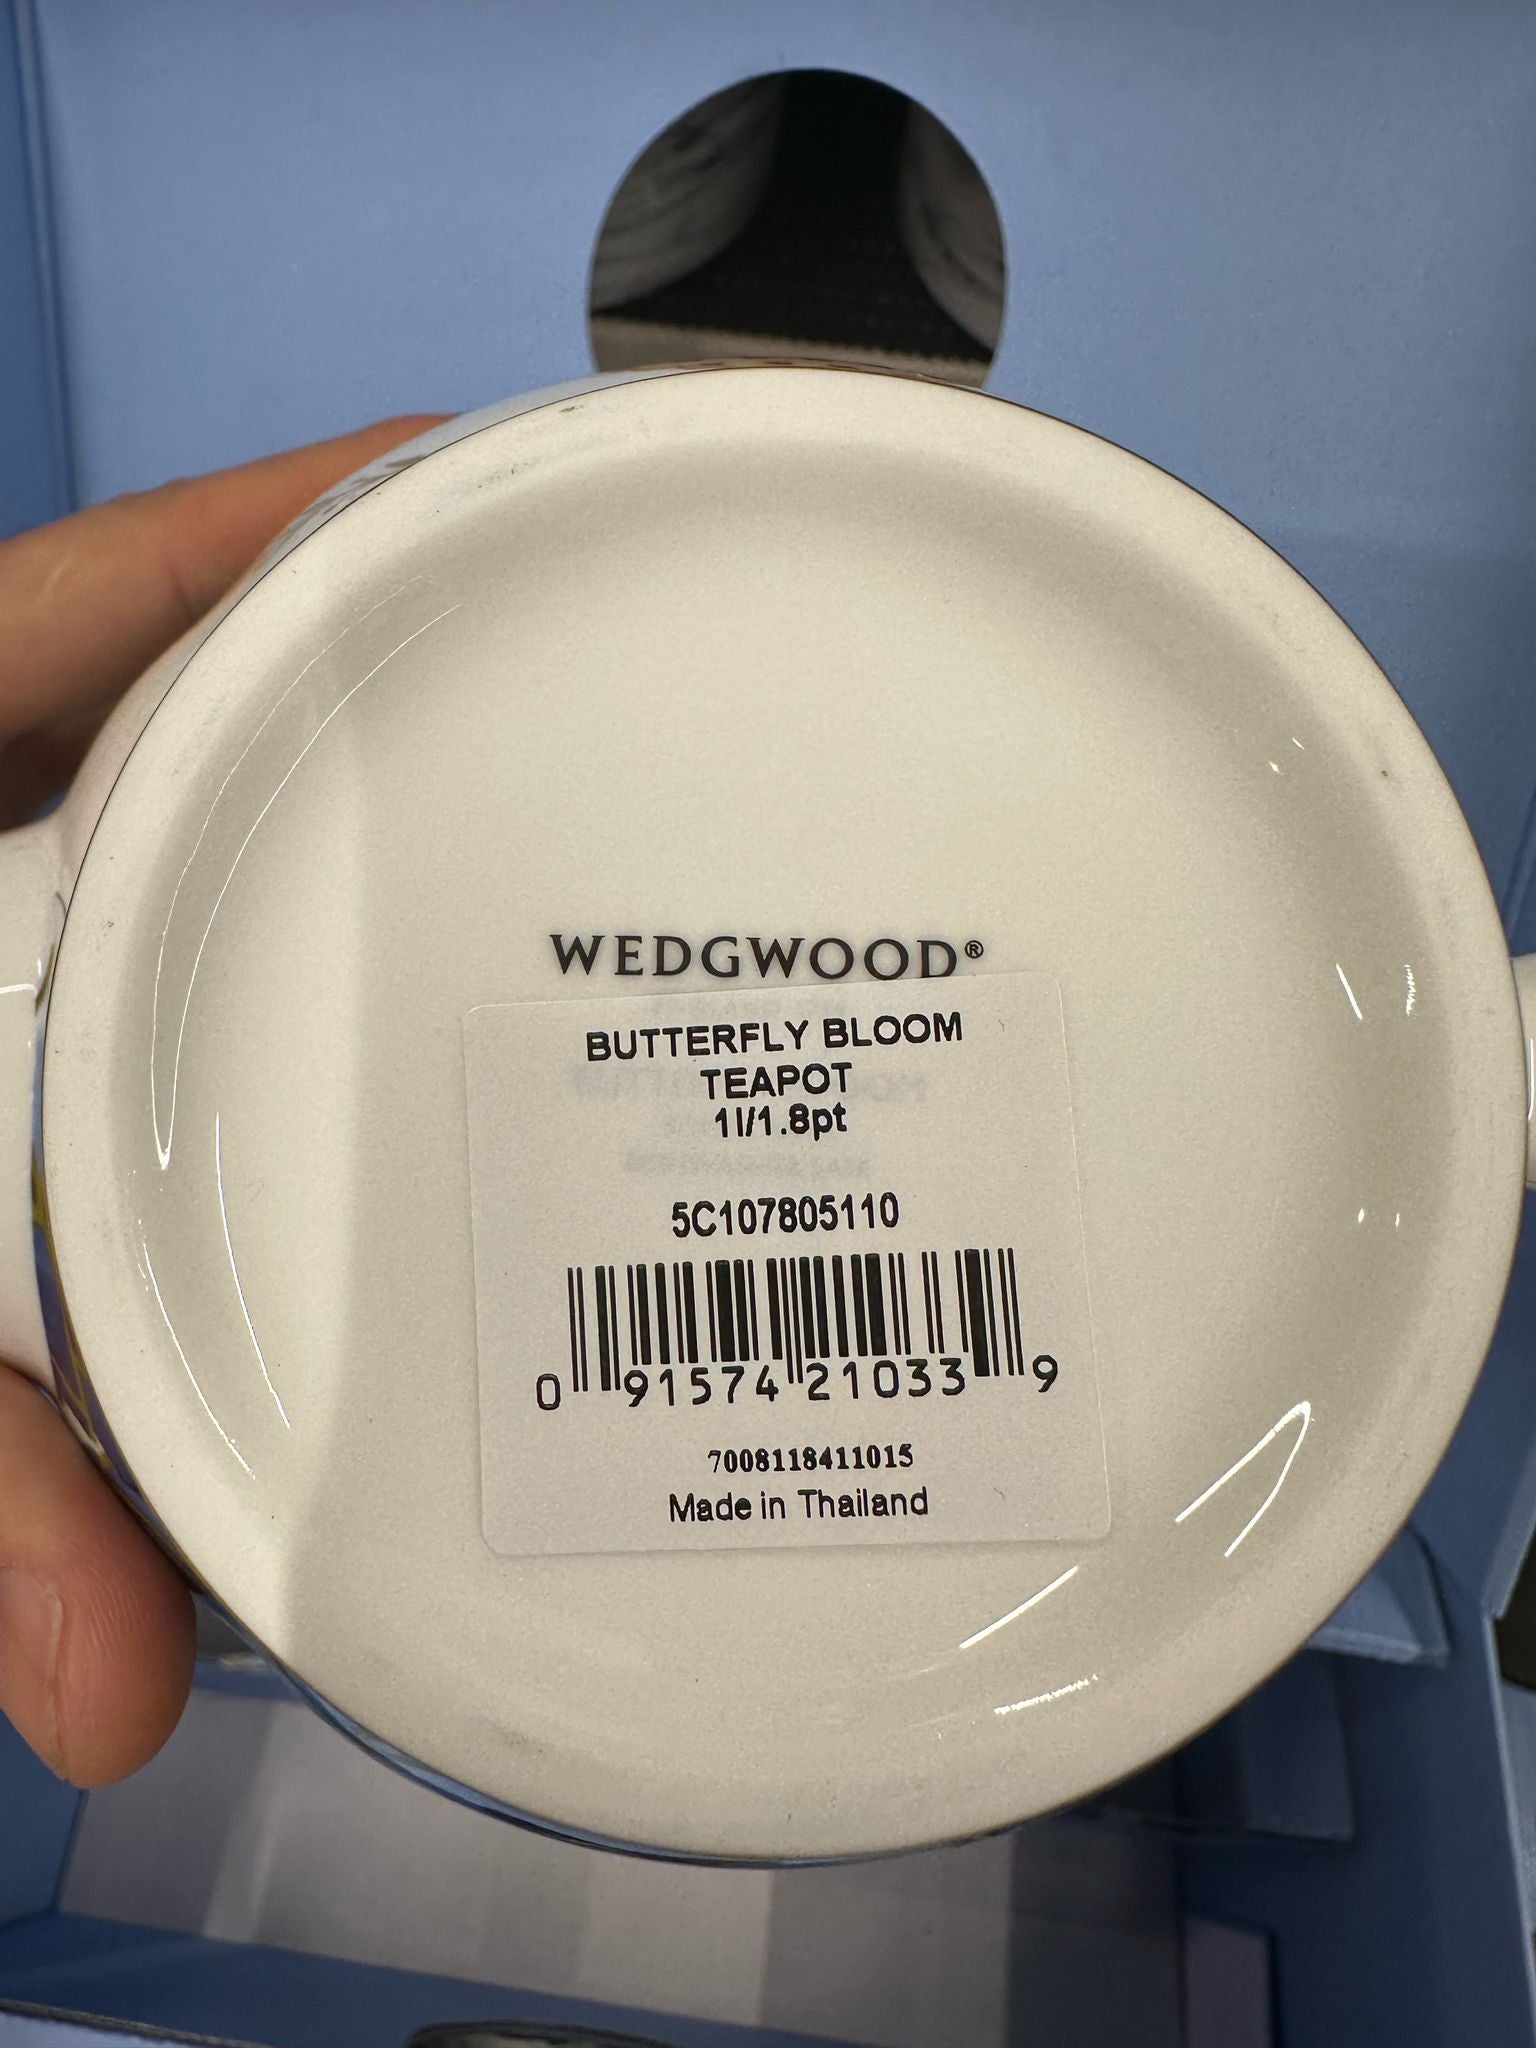 WEDGWOOD®
BUTTERFLY BLOOM
TEAPOT
1l/1.8pt
5C107805110
0 91574 21033 9
7008118411015
Made in Thailand